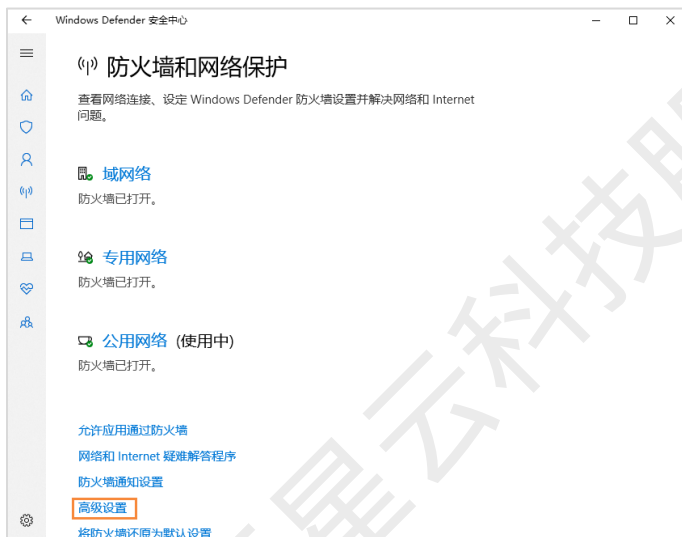 Windows Defender 安全中心
防火墙和网络保护
查看网络连接、设定 Windows Defender 防火墙设置并解决网络和 Internet
问题。
域网络
防火墙已打开。
专用网络
防火墙已打开。
公用网络 (使用中)
防火墙已打开。
允许应用通过防火墙
网络和 Internet 疑难解答程序
防火墙通知设置
高级设置
将防火墙还原为默认设置
星云科技